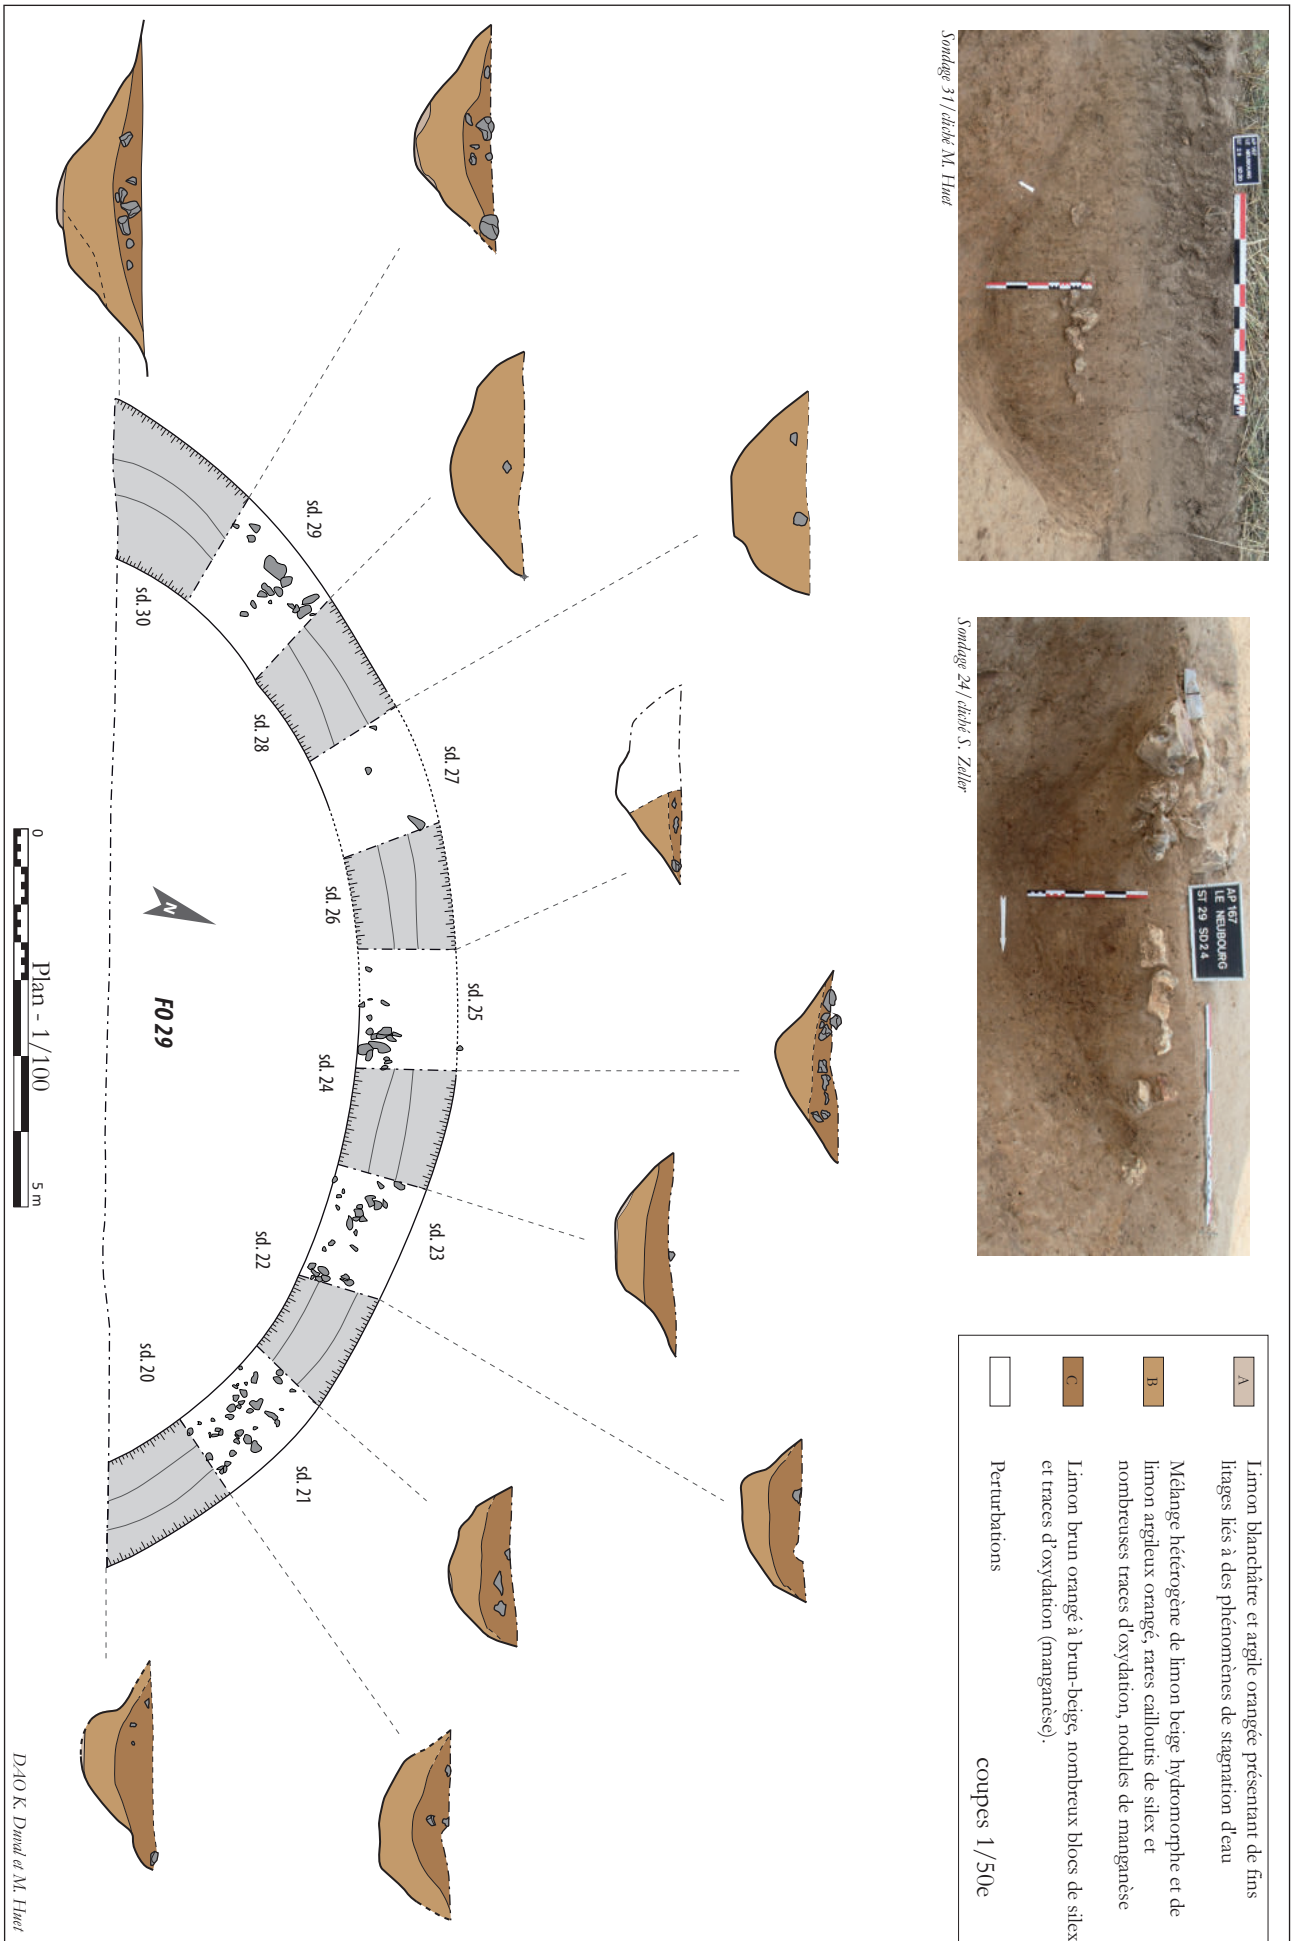 AP 167
LE NEUBOURG
Sondage 31/cliché M. Huet
AP 167
LE NEUBOURG
ST 29 SD24
Sondage 24/cliché S. Zeller
A
Limon blanchâtre et argile orangée présentant de fins
litages liés à des phénomènes de stagnation d'eau
B
Mélange hétérogène de limon beige hydromorphe et de
limon argileux orangé, rares cailloutis de silex et
nombreuses traces d'oxydation, nodules de manganèse
C
Limon brun orangé à brun-beige, nombreux blocs de silex
et traces d'oxydation (manganèse).
Perturbations
coupes 1/50e
sd. 30
sd. 29
sd. 28
sd. 27
sd. 26
sd. 25
sd. 24
sd. 23
sd. 22
sd. 21
sd. 20
N
FO 29
0
Plan - 1/100
5 m
DAO K. Duval et M. Huet